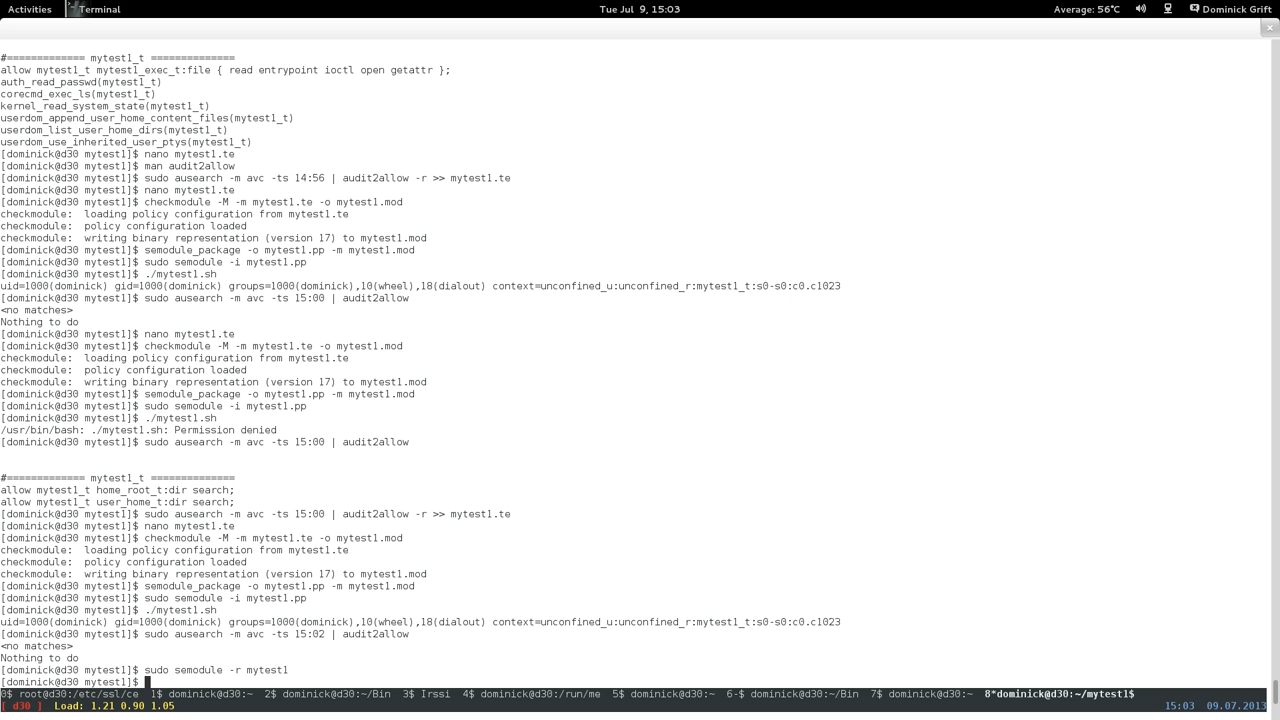 Activities Terminal Tue Jul 9, 15:03 Average: 56°C Dominick Grift
#============= mytest1_t ==============
allow mytest1_t mytest1_exec_t:file { read entrypoint ioctl open getattr };
auth_read_passwd(mytest1_t)
corecmd_exec_ls(mytest1_t)
kernel_read_system_state(mytest1_t)
userdom_append_user_home_content_files(mytest1_t)
userdom_list_user_home_dirs(mytest1_t)
userdom_use_inherited_user_ptys(mytest1_t)
[dominick@d30 mytest1]$ nano mytest1.te
[dominick@d30 mytest1]$ man audit2allow
[dominick@d30 mytest1]$ sudo ausearch -m avc -ts 14:56 | audit2allow -r >> mytest1.te
[dominick@d30 mytest1]$ nano mytest1.te
[dominick@d30 mytest1]$ checkmodule -M -m mytest1.te -o mytest1.mod
checkmodule:  loading policy configuration from mytest1.te
checkmodule:  policy configuration loaded
checkmodule:  writing binary representation (version 17) to mytest1.mod
[dominick@d30 mytest1]$ semodule_package -o mytest1.pp -m mytest1.mod
[dominick@d30 mytest1]$ sudo semodule -i mytest1.pp
[dominick@d30 mytest1]$ ./mytest1.sh
uid=1000(dominick) gid=1000(dominick) groups=1000(dominick),10(wheel),18(dialout) context=unconfined_u:unconfined_r:mytest1_t:s0-s0:c0.c1023
[dominick@d30 mytest1]$ sudo ausearch -m avc -ts 15:00 | audit2allow
<no matches>
Nothing to do
[dominick@d30 mytest1]$ nano mytest1.te
[dominick@d30 mytest1]$ checkmodule -M -m mytest1.te -o mytest1.mod
checkmodule:  loading policy configuration from mytest1.te
checkmodule:  policy configuration loaded
checkmodule:  writing binary representation (version 17) to mytest1.mod
[dominick@d30 mytest1]$ semodule_package -o mytest1.pp -m mytest1.mod
[dominick@d30 mytest1]$ sudo semodule -i mytest1.pp
[dominick@d30 mytest1]$ ./mytest1.sh
/usr/bin/bash: ./mytest1.sh: Permission denied
[dominick@d30 mytest1]$ sudo ausearch -m avc -ts 15:00 | audit2allow
#============= mytest1_t ==============
allow mytest1_t home_root_t:dir search;
allow mytest1_t user_home_t:dir search;
[dominick@d30 mytest1]$ sudo ausearch -m avc -ts 15:00 | audit2allow -r >> mytest1.te
[dominick@d30 mytest1]$ nano mytest1.te
[dominick@d30 mytest1]$ checkmodule -M -m mytest1.te -o mytest1.mod
checkmodule:  loading policy configuration from mytest1.te
checkmodule:  policy configuration loaded
checkmodule:  writing binary representation (version 17) to mytest1.mod
[dominick@d30 mytest1]$ semodule_package -o mytest1.pp -m mytest1.mod
[dominick@d30 mytest1]$ sudo semodule -i mytest1.pp
[dominick@d30 mytest1]$ ./mytest1.sh
uid=1000(dominick) gid=1000(dominick) groups=1000(dominick),10(wheel),18(dialout) context=unconfined_u:unconfined_r:mytest1_t:s0-s0:c0.c1023
[dominick@d30 mytest1]$ sudo ausearch -m avc -ts 15:02 | audit2allow
<no matches>
Nothing to do
[dominick@d30 mytest1]$ sudo semodule -r mytest1
[dominick@d30 mytest1]$
0$ root@d30:/etc/ssl/ce  1$ dominick@d30:~  2$ dominick@d30:~/Bin  3$ Irssi  4$ dominick@d30:/run/me  5$ dominick@d30:~  6-$ dominick@d30:~/Bin  7$ dominick@d30:~  8*dominick@d30:~/mytest1$
[ d30 ]  Load: 1.21 0.90 1.05 15:03  09.07.2013